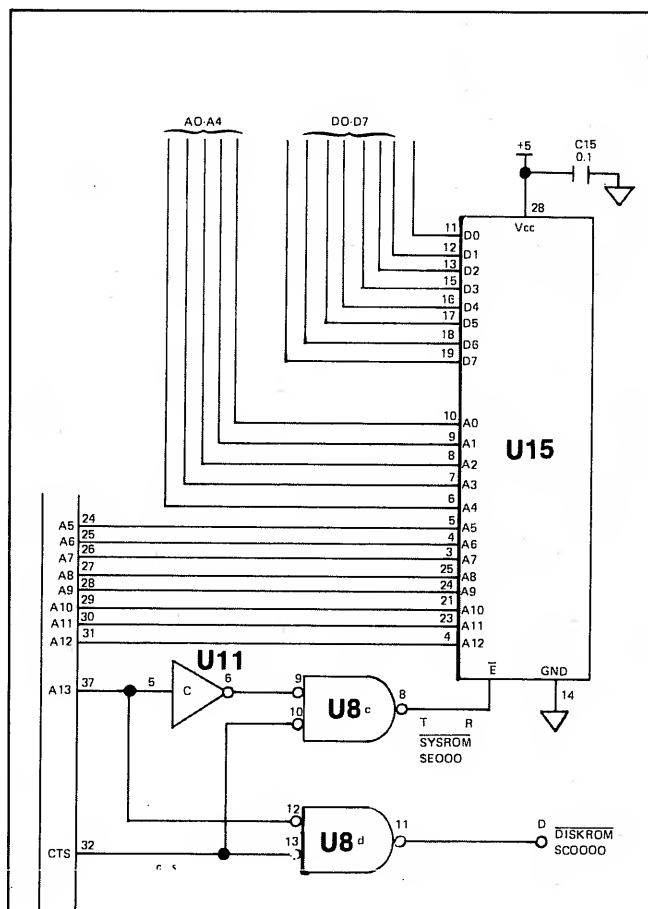 A0-A4
D0-D7
+5
C15
0.1
28
Vcc
11 D0
12 D1
13 D2
15 D3
16 D4
17 D5
18 D6
19 D7
10 A0
9 A1
8 A2
7 A3
6 A4
U15
A5 24
5 A5
A6 25
4 A6
A7 26
3 A7
A8 27
25 A8
A9 28
24 A9
A10 29
21 A10
A11 30
23 A11
A12 31
4 A12
U11
E
GND
14
A13 37
5
C
6
9
10
U8 c
8
T R
SYSROM
SE000
12
13
U8 d
11
D
DISKROM
SC0000
CTS 32